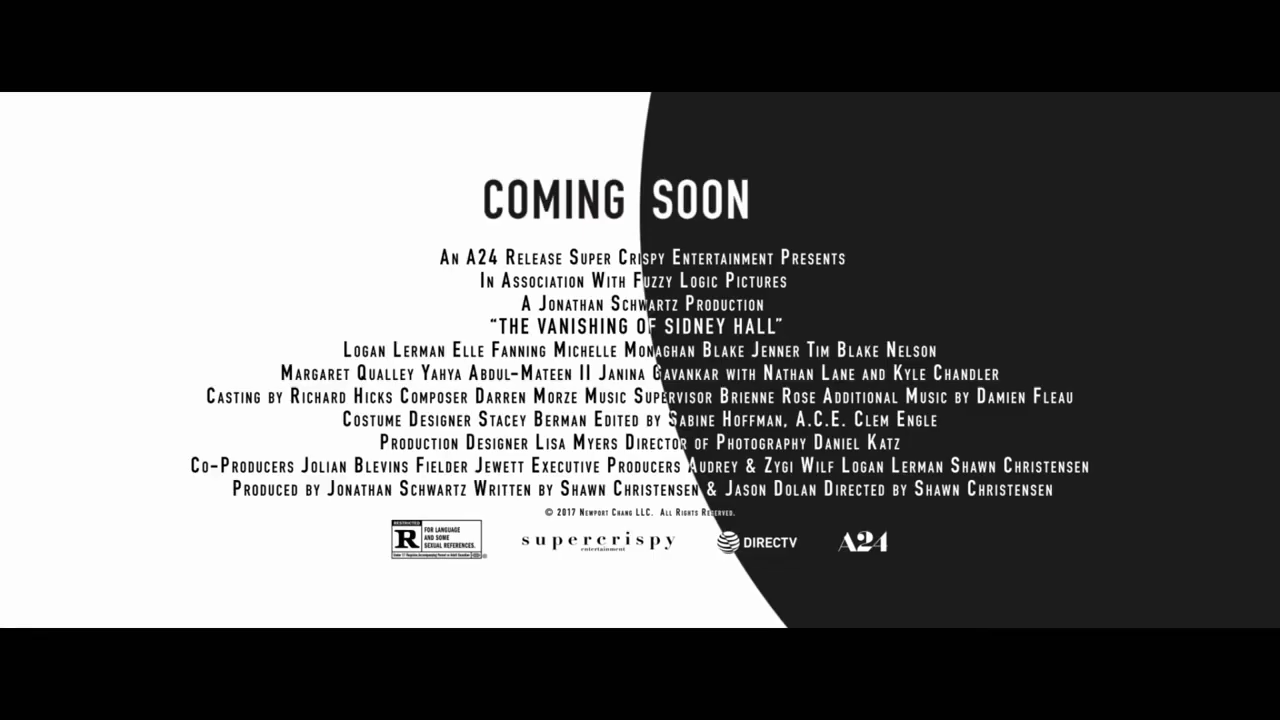 COMING SOON
An A24 Release Super Crispy Entertainment Presents
In Association With Fuzzy Logic Pictures
A Jonathan Schwartz Production
“THE VANISHING OF SIDNEY HALL”
Logan Lerman Elle Fanning Michelle Monaghan Blake Jenner Tim Blake Nelson
Margaret Qualley Yahya Abdul-Mateen II Janina Gavankar with Nathan Lane and Kyle Chandler
Casting by Richard Hicks Composer Darren Morze Music Supervisor Brienne Rose Additional Music by Damien Fleau
Costume Designer Stacey Berman Edited by Sabine Hoffman, A.C.E. Clem Engle
Production Designer Lisa Myers Director of Photography Daniel Katz
Co-Producers Jolian Blevins Fielder Jewett Executive Producers Audrey & Zygi Wilf Logan Lerman Shawn Christensen
Produced by Jonathan Schwartz Written by Shawn Christensen & Jason Dolan Directed by Shawn Christensen
© 2017 Newport Chang LLC. All Rights Reserved.
RESTRICTED
R FOR LANGUAGE AND SOME SEXUAL REFERENCES.
supercrispy
entertainment
DIRECTV
A24